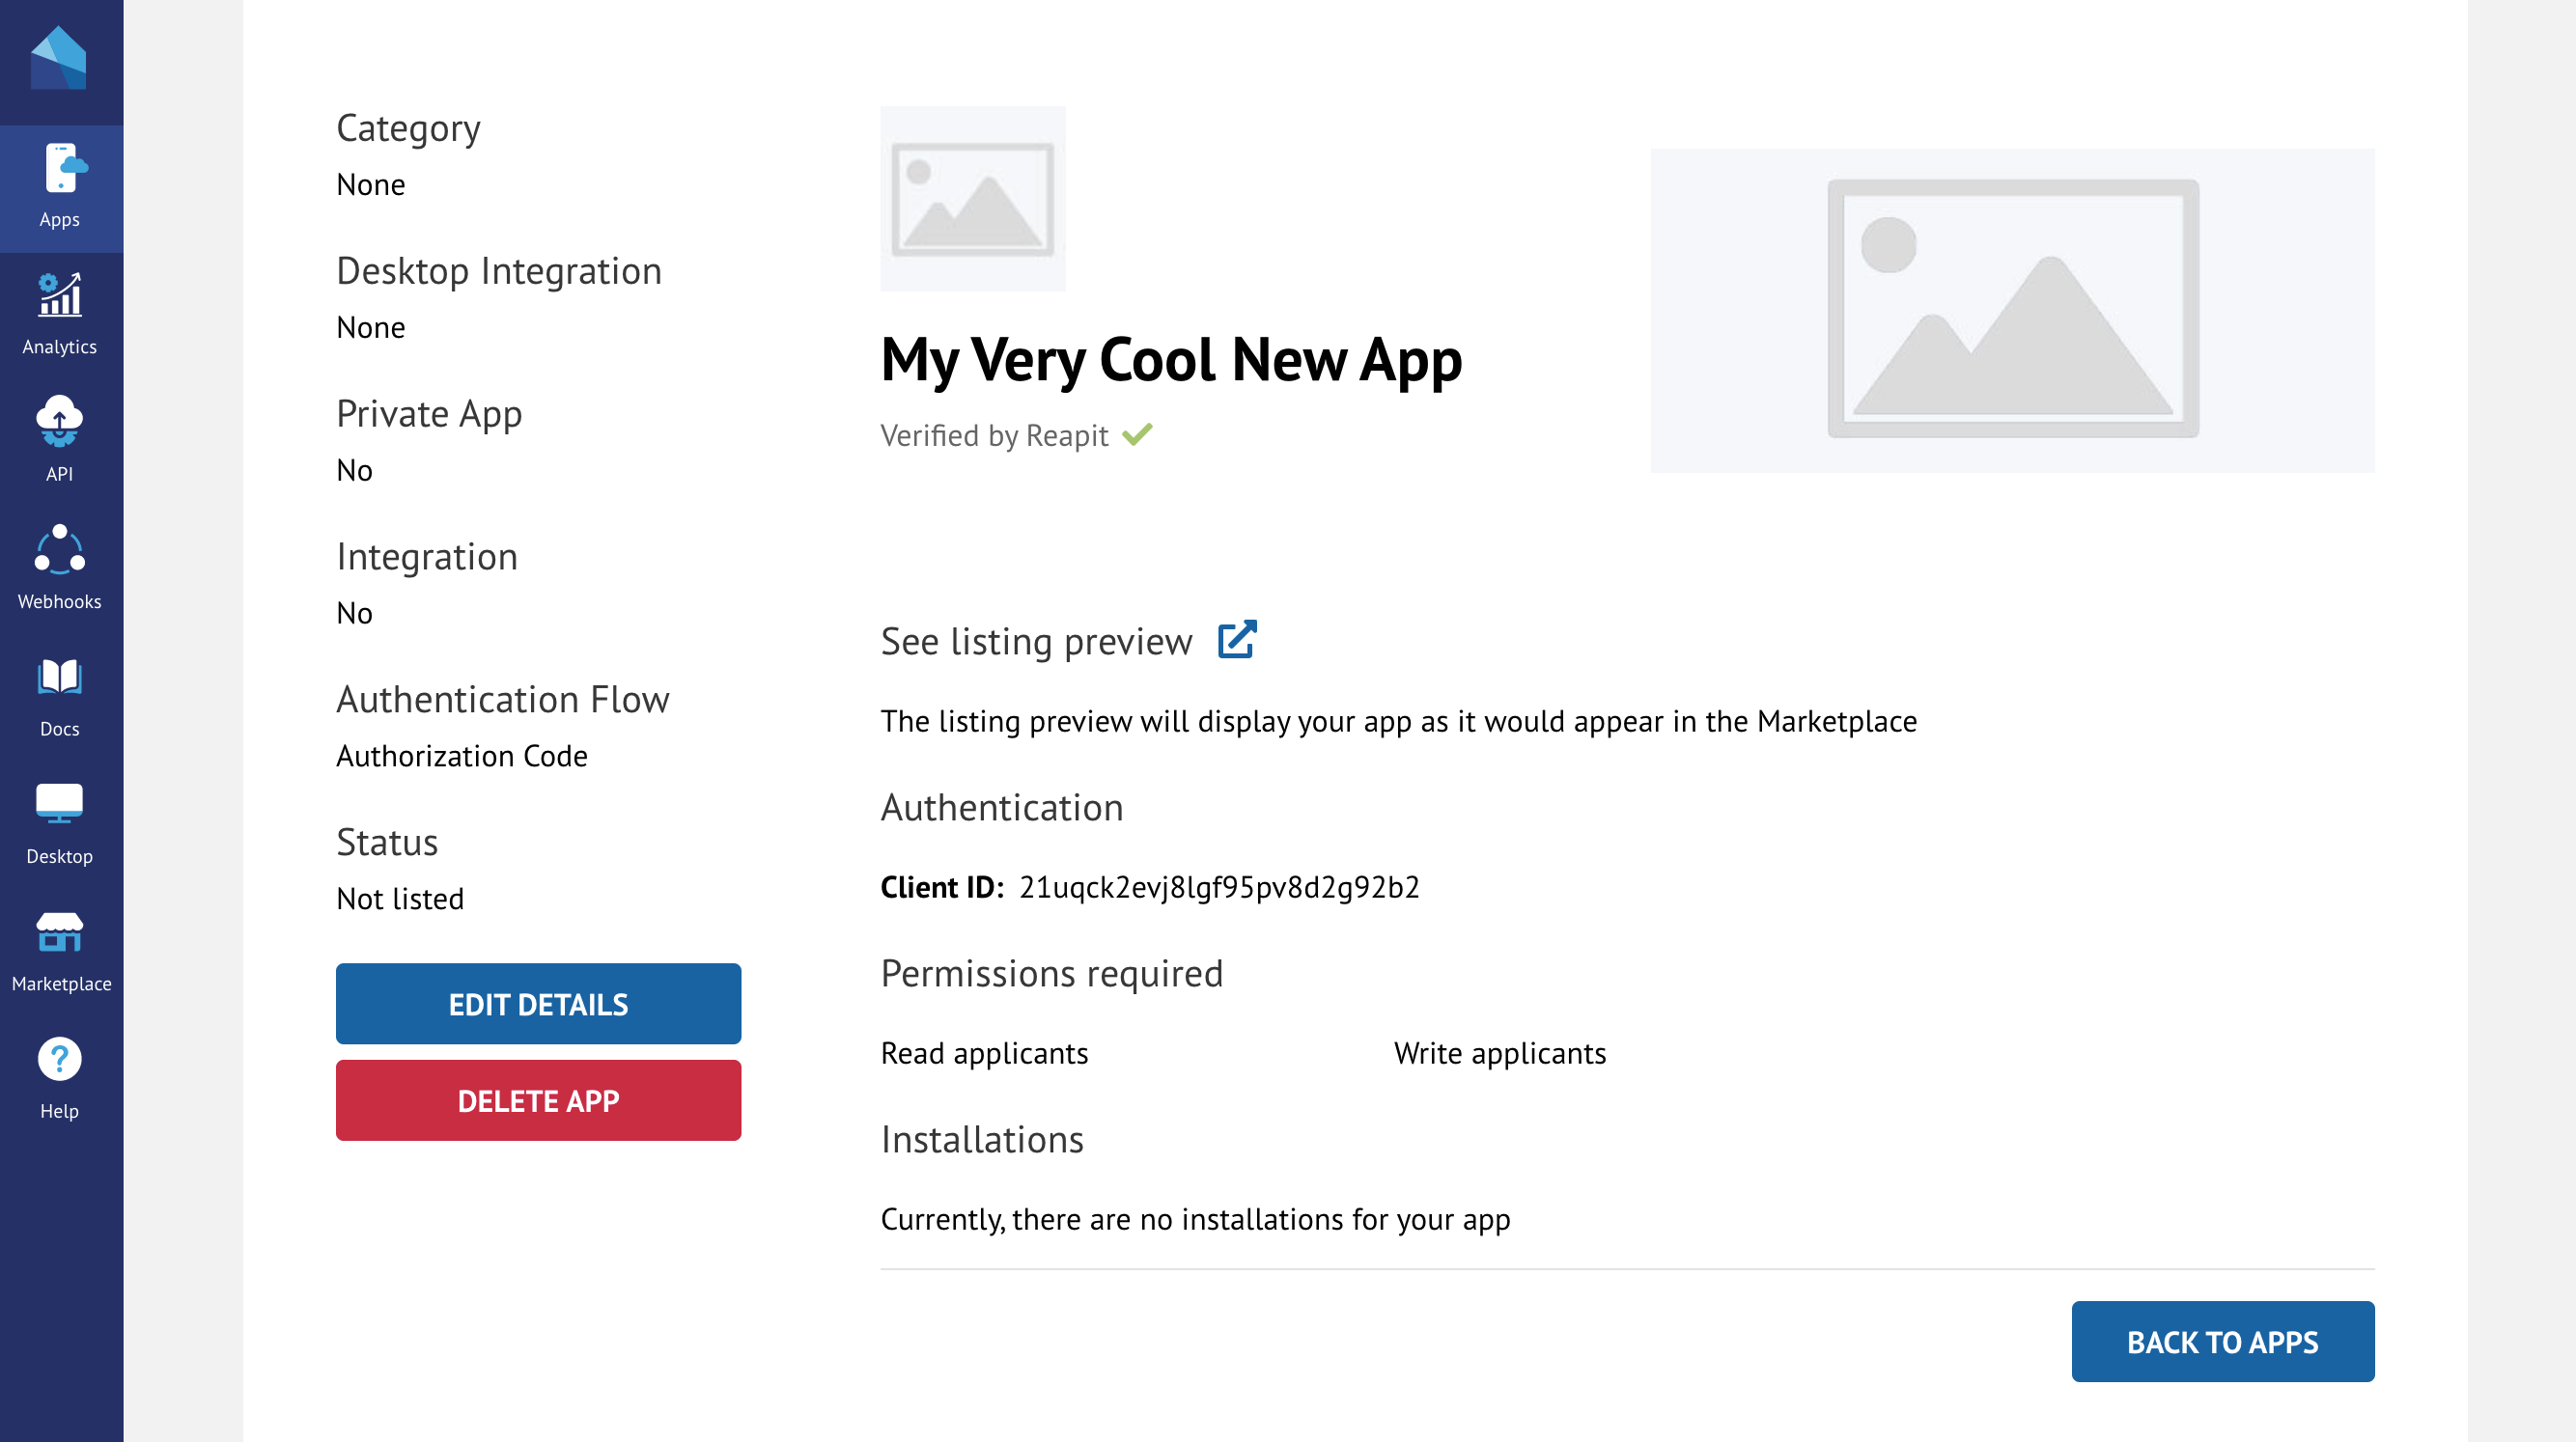 Apps
Analytics
API
Webhooks
Docs
Desktop
Marketplace
Help
Category
None
Desktop Integration
None
Private App
No
Integration
No
Authentication Flow
Authorization Code
Status
Not listed
EDIT DETAILS
DELETE APP
My Very Cool New App
Verified by Reapit
See listing preview
The listing preview will display your app as it would appear in the Marketplace
Authentication
Client ID: 21uqck2evj8lgf95pv8d2g92b2
Permissions required
Read applicants Write applicants
Installations
Currently, there are no installations for your app
BACK TO APPS